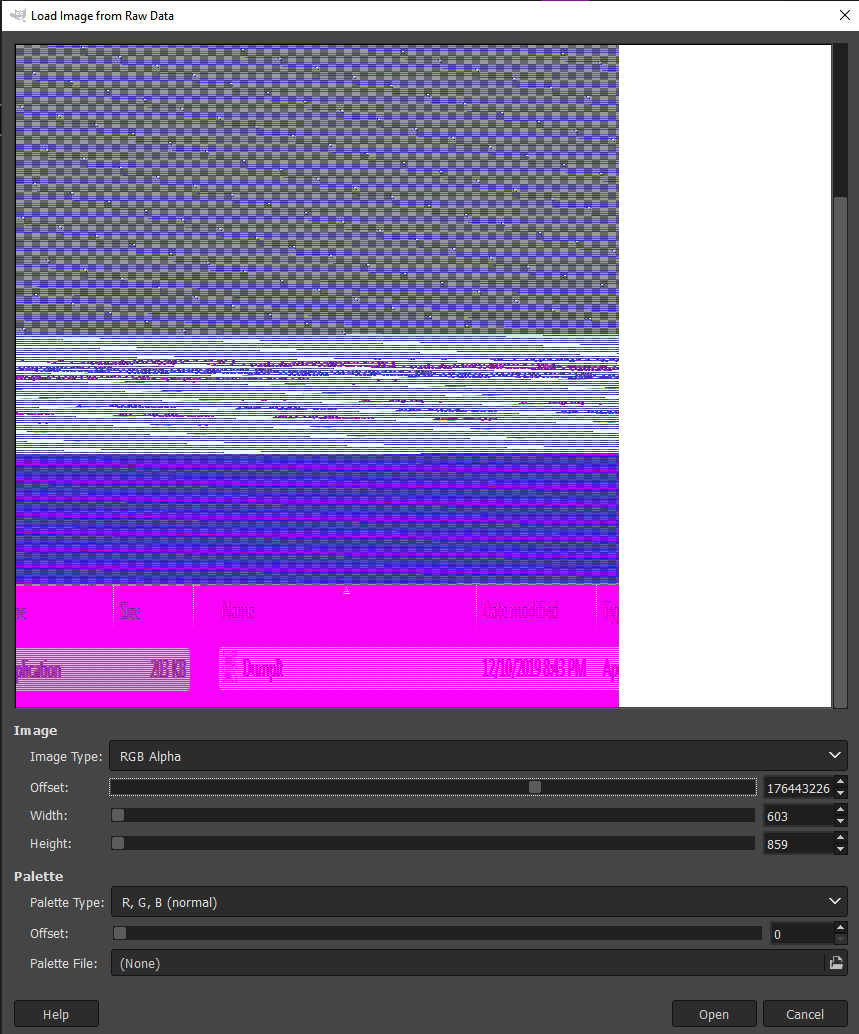 Load Image from Raw Data
pe Size Name Date modified Ty
plication 203 KB DumpIt 12/10/2019 8:43 PM Ap
Image
Image Type: RGB Alpha
Offset: 176443226
Width: 603
Height: 859
Palette
Palette Type: R, G, B (normal)
Offset: 0
Palette File: (None)
Help Open Cancel